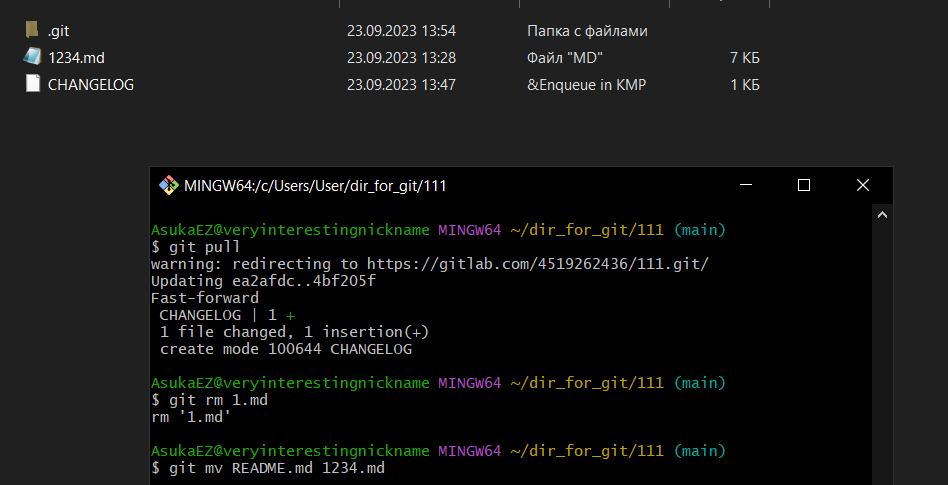 .git 23.09.2023 13:54 Папка с файлами
1234.md 23.09.2023 13:28 Файл "MD" 7 КБ
CHANGELOG 23.09.2023 13:47 &Enqueue in KMP 1 КБ
MINGW64:/c/Users/User/dir_for_git/111
AsukaEZ@veryinterestingnickname MINGW64 ~/dir_for_git/111 (main)
$ git pull
warning: redirecting to https://gitlab.com/4519262436/111.git/
Updating ea2afdc..4bf205f
Fast-forward
CHANGELOG | 1 +
1 file changed, 1 insertion(+)
create mode 100644 CHANGELOG
AsukaEZ@veryinterestingnickname MINGW64 ~/dir_for_git/111 (main)
$ git rm 1.md
rm '1.md'
AsukaEZ@veryinterestingnickname MINGW64 ~/dir_for_git/111 (main)
$ git mv README.md 1234.md